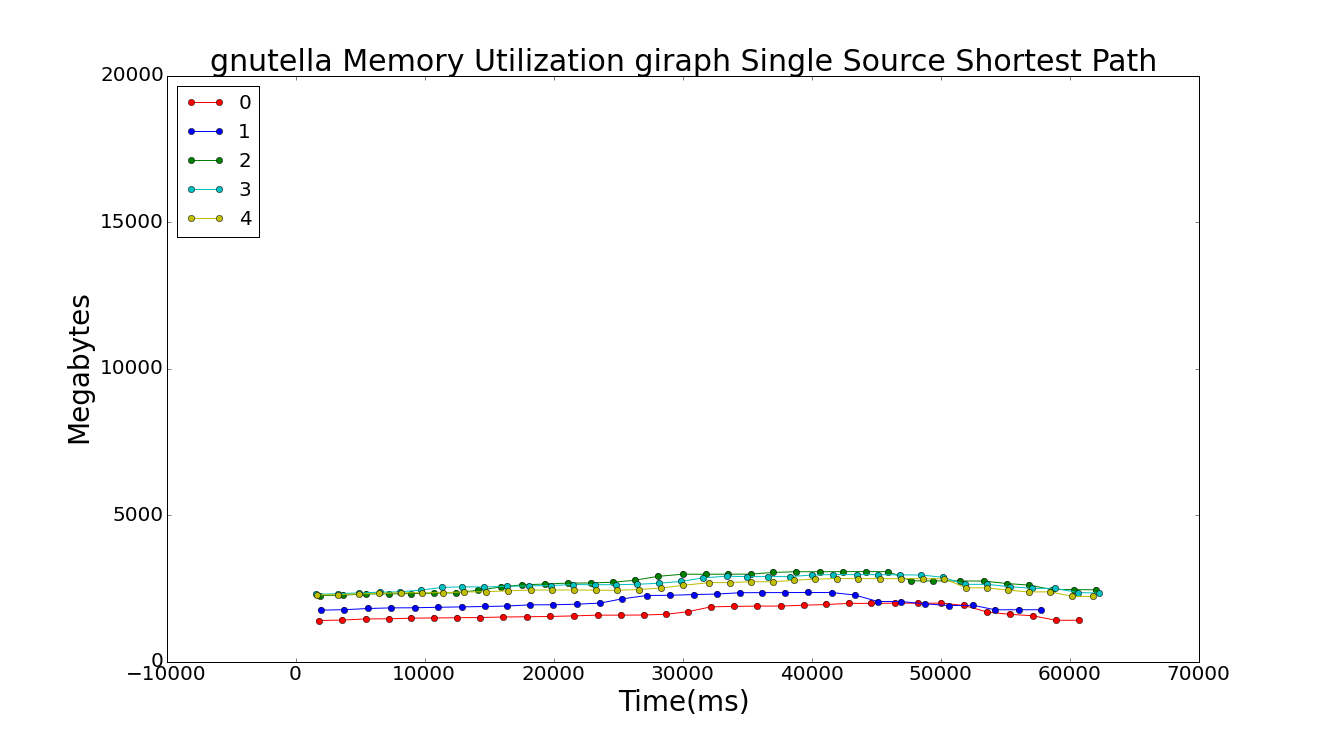 gnutella Memory Utilization giraph Single Source Shortest Path
20000
15000
10000
5000
0
Megabytes
0
1
2
3
4
−10000 0 10000 20000 30000 40000 50000 60000 70000
Time(ms)